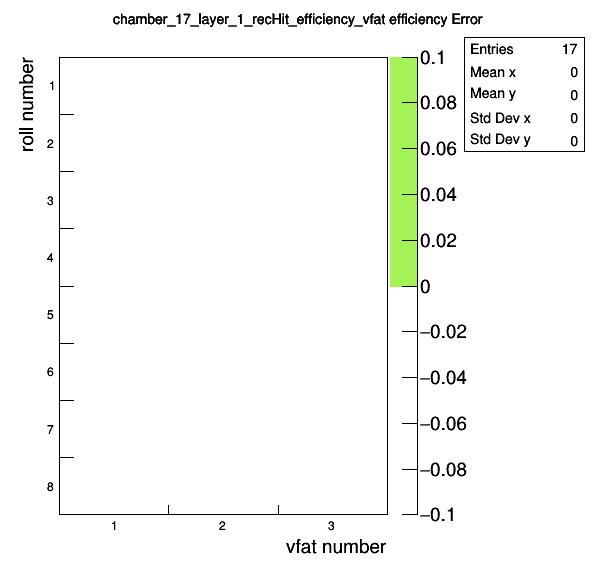 chamber_17_layer_1_recHit_efficiency_vfat efficiency Error
Entries 17
Mean x 0
Mean y 0
Std Dev x 0
Std Dev y 0
roll number
1
2
3
4
5
6
7
8
0.1
0.08
0.06
0.04
0.02
0
−0.02
−0.04
−0.06
−0.08
−0.1
1 2 3
vfat number